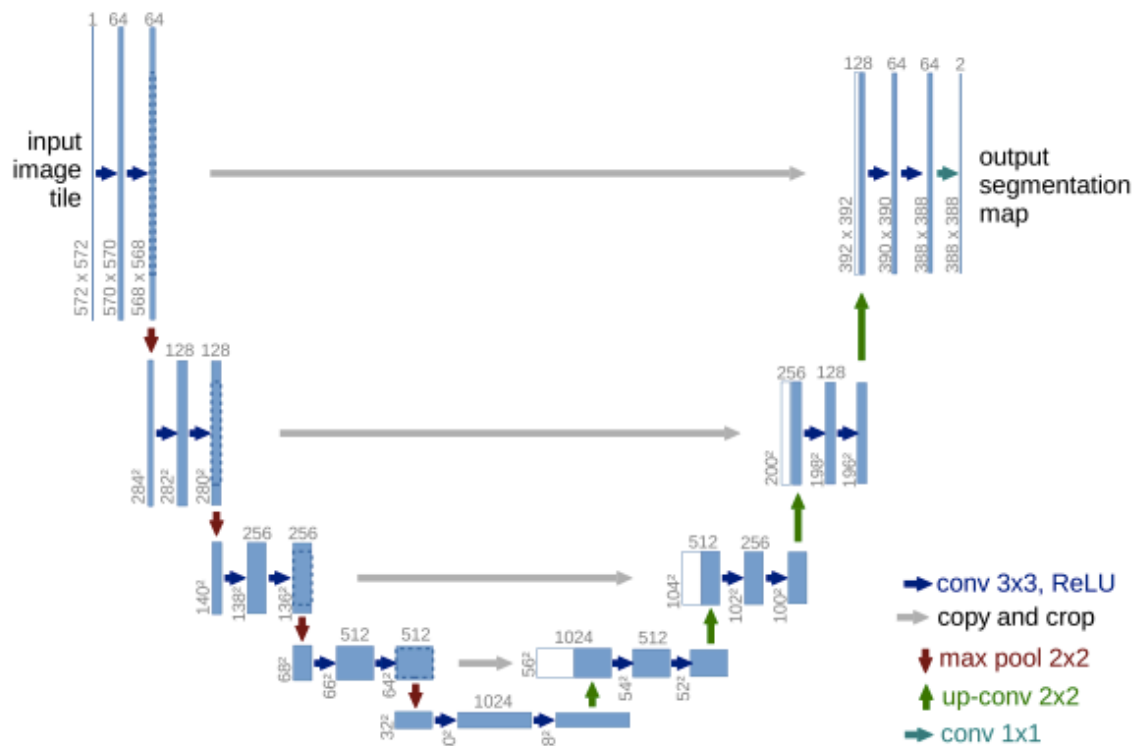 1 64 64
128 64 64 2
input
image
tile
output
segmentation
map
572 x 572
570 x 570
568 x 568
392 x 392
390 x 390
388 x 388
388 x 388
128 128
256 128
284²
282²
280²
200²
198²
196²
256 256
512 256
140²
138²
136²
104²
102²
100²
512 512
1024 512
68²
66²
64²
56²
54²
52²
1024
32²
0²
8²
conv 3x3, ReLU
copy and crop
max pool 2x2
up-conv 2x2
conv 1x1